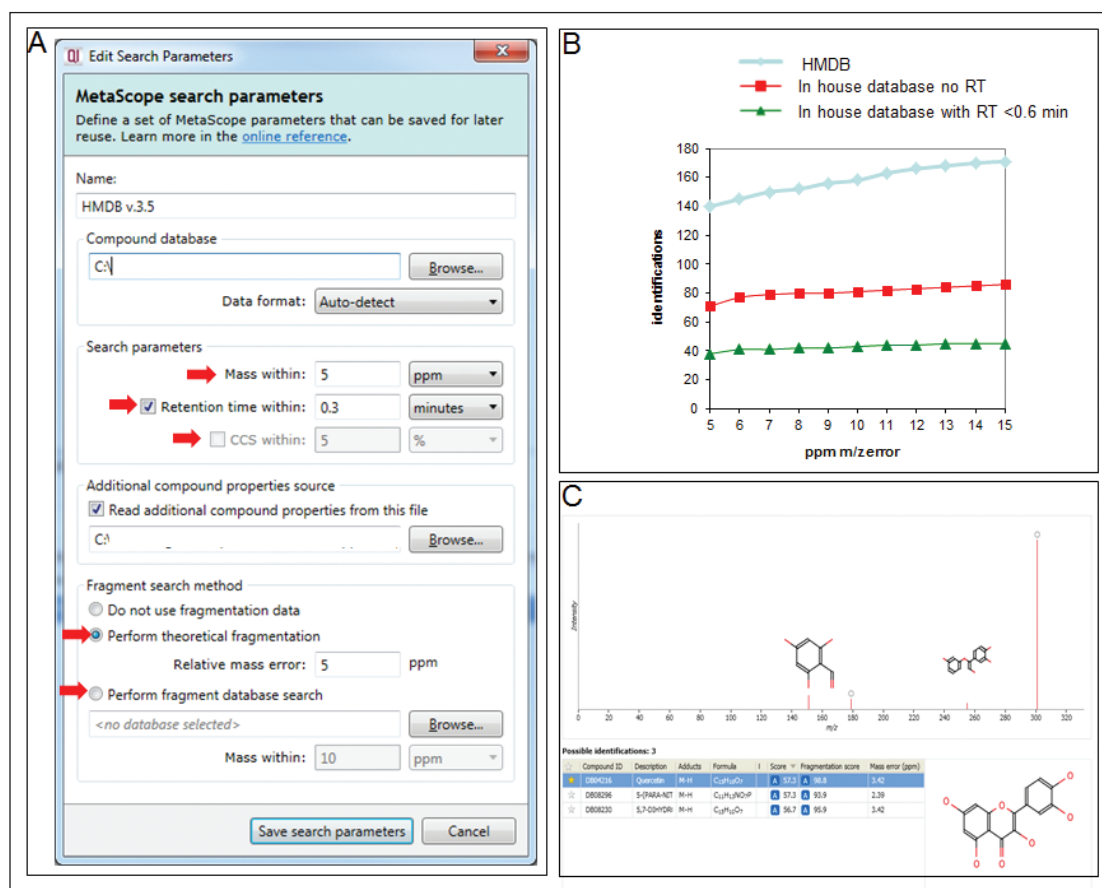 A
QI Edit Search Parameters
MetaScope search parameters
Define a set of MetaScope parameters that can be saved for later
reuse. Learn more in the online reference.
Name:
HMDB v.3.5
Compound database
C:\
Browse...
Data format: Auto-detect
Search parameters
Mass within: 5 ppm
Retention time within: 0.3 minutes
CCS within: 5 %
Additional compound properties source
Read additional compound properties from this file
C:\
Browse...
Fragment search method
Do not use fragmentation data
Perform theoretical fragmentation
Relative mass error: 5 ppm
Perform fragment database search
<no database selected>
Browse...
Mass within: 10 ppm
Save search parameters
Cancel
B
HMDB
In house database no RT
In house database with RT <0.6 min
identifications
180
160
140
120
100
80
60
40
20
0
5 6 7 8 9 10 11 12 13 14 15
ppm m/z error
C
Intensity
0 20 40 60 80 100 120 140 160 180 200 220 240 260 280 300 320
m/z
Possible identifications: 3
Compound ID Description Adducts Formula I Score Fragmentation score Mass error (ppm)
DB04216 Quercetin M-H C₁₅H₁₀O₇ A 57.3 A 98.8 3.42
DB08296 5-(PARA-NIT M-H A 57.3 A 93.9 2.39
DB08230 5,7-DIHYDRI M-H A 56.7 A 95.9 3.42
O
O
O
O
O
O
O